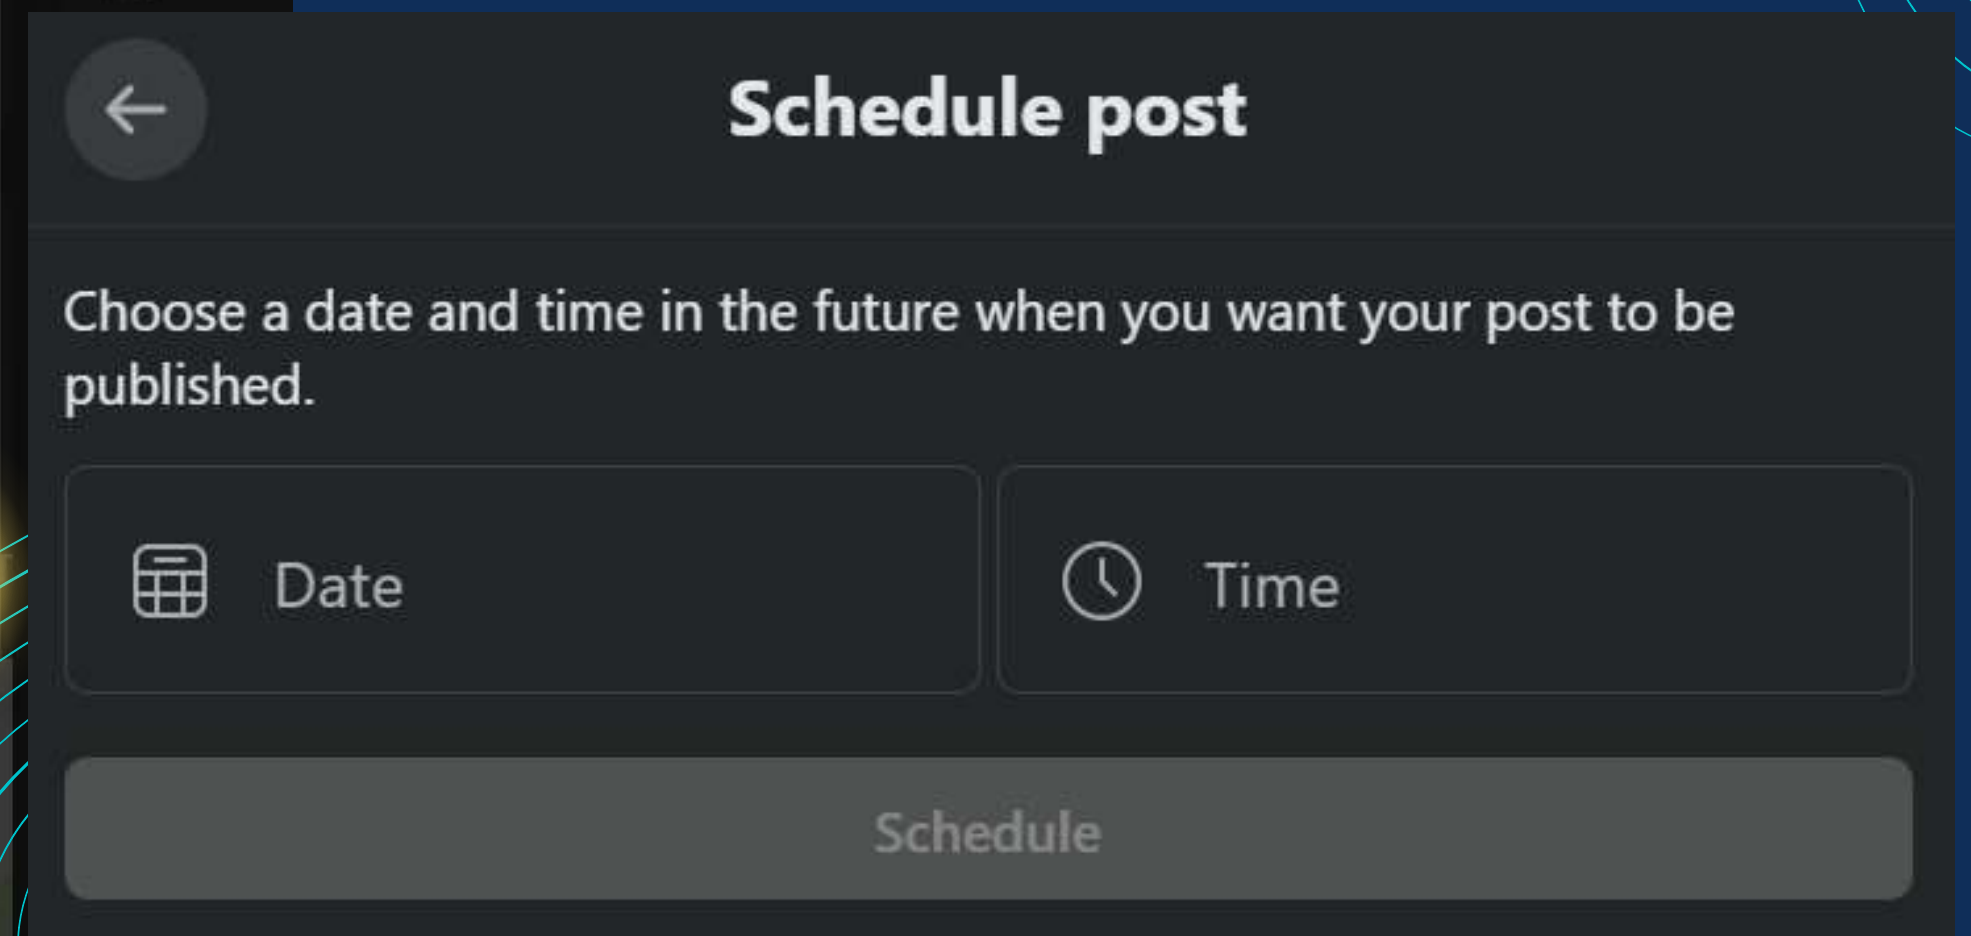 Schedule post
Choose a date and time in the future when you want your post to be
published.
Date
Time
Schedule